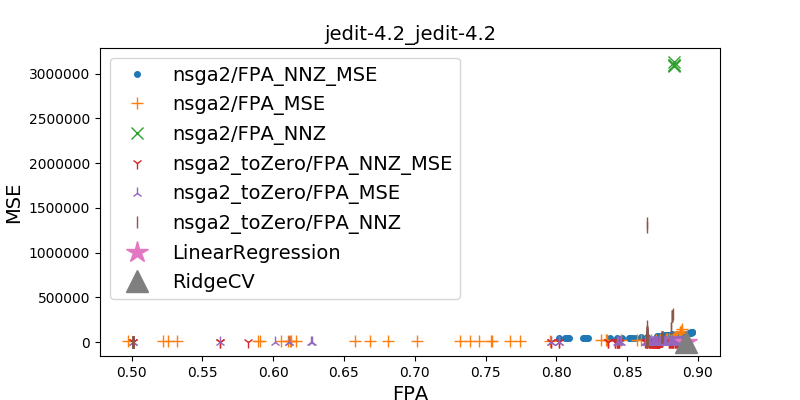 jedit-4.2_jedit-4.2
MSE
3000000
2500000
2000000
1500000
1000000
500000
0
nsga2/FPA_NNZ_MSE
nsga2/FPA_MSE
nsga2/FPA_NNZ
nsga2_toZero/FPA_NNZ_MSE
nsga2_toZero/FPA_MSE
nsga2_toZero/FPA_NNZ
LinearRegression
RidgeCV
0.50 0.55 0.60 0.65 0.70 0.75 0.80 0.85 0.90
FPA